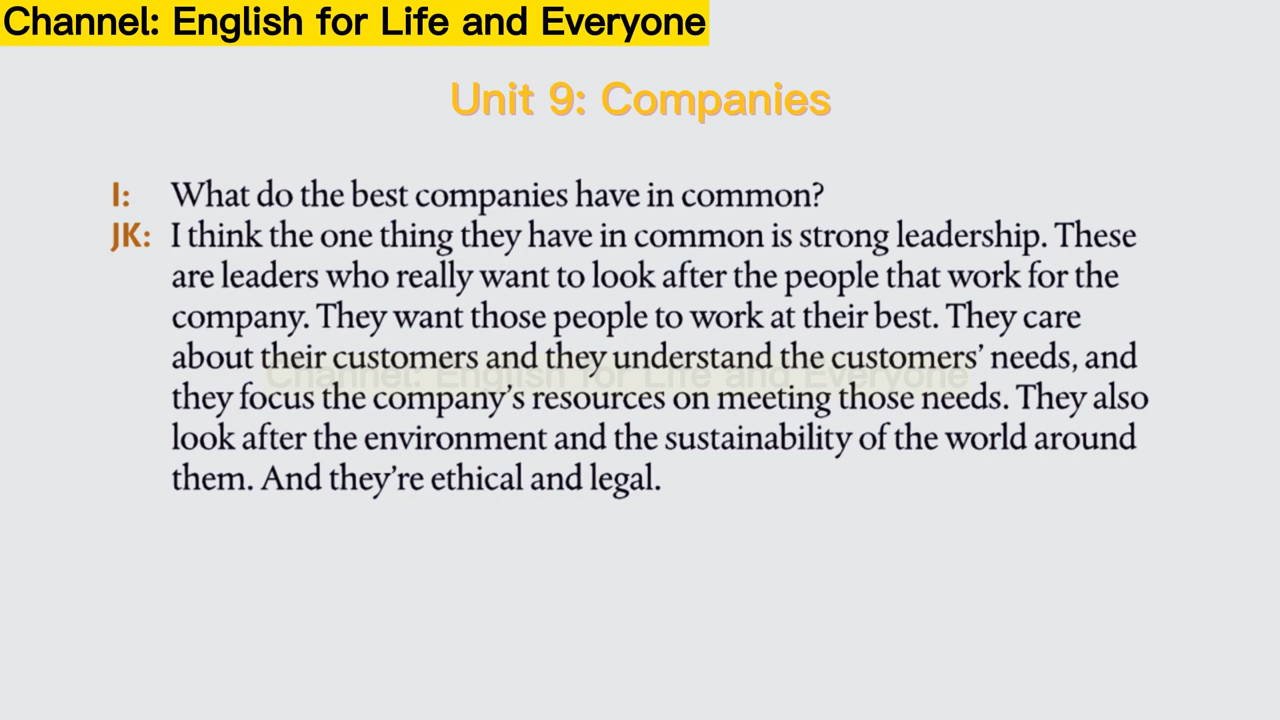 Channel: English for Life and Everyone
Unit 9: Companies
I: What do the best companies have in common?
JK: I think the one thing they have in common is strong leadership. These
are leaders who really want to look after the people that work for the
company. They want those people to work at their best. They care
about their customers and they understand the customers’ needs, and
Channel: English for Life and Everyone
they focus the company’s resources on meeting those needs. They also
look after the environment and the sustainability of the world around
them. And they’re ethical and legal.